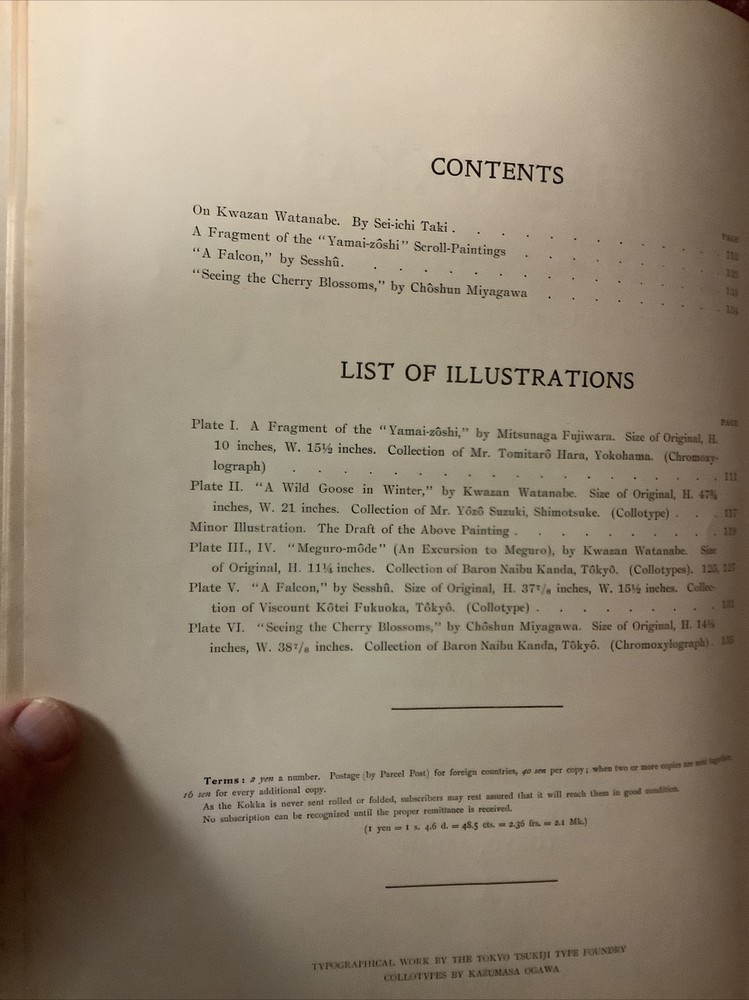 CONTENTS
PAGE
On Kwazan Watanabe. By Sei-ichi Taki . . . . . . . . .
A Fragment of the "Yamai-zôshi" Scroll-Paintings . . . . . .
"A Falcon," by Sesshû. . . . . . . . . . . .
"Seeing the Cherry Blossoms," by Chôshun Miyagawa . . . . . .
LIST OF ILLUSTRATIONS
PAGE
Plate I. A Fragment of the "Yamai-zôshi," by Mitsunaga Fujiwara. Size of Original, H.
10 inches, W. 15½ inches. Collection of Mr. Tomitarô Hara, Yokohama. (Chromoxy-
lograph) . . . . . . . . . . . . . . 111
Plate II. "A Wild Goose in Winter," by Kwazan Watanabe. Size of Original, H. 47¾
inches, W. 21 inches. Collection of Mr. Yôzô Suzuki, Shimotsuke. (Collotype) . . . 117
Minor Illustration. The Draft of the Above Painting . . . . . . . 119
Plate III., IV. "Meguro-môde" (An Excursion to Meguro), by Kwazan Watanabe. Size
of Original, H. 11¼ inches. Collection of Baron Naibu Kanda, Tôkyô. (Collotypes). 125, 127
Plate V. "A Falcon," by Sesshû. Size of Original, H. 37⁷/₈ inches, W. 15½ inches. Collec-
tion of Viscount Kôtei Fukuoka, Tôkyô. (Collotype) . . . . . . . 131
Plate VI. "Seeing the Cherry Blossoms," by Chôshun Miyagawa. Size of Original, H.
inches, W. 38⁷/₈ inches. Collection of Baron Naibu Kanda, Tôkyô. (Chromoxylograph) . 135
Terms: 2 yen a number. Postage (by Parcel Post) for foreign countries, 40 sen per copy; when two or more copies are sent together,
16 sen for every additional copy.
As the Kokka is never sent rolled or folded, subscribers may rest assured that it will reach them in good condition.
No subscription can be recognized until the proper remittance is received.
(1 yen = 1 s. 4.6 d. = 48.5 cts. = 2.36 frs. = 2.1 Mk.)
TYPOGRAPHICAL WORK BY THE TOKYO TSUKIJI TYPE FOUNDRY
COLLOTYPES BY KAZUMASA OGAWA